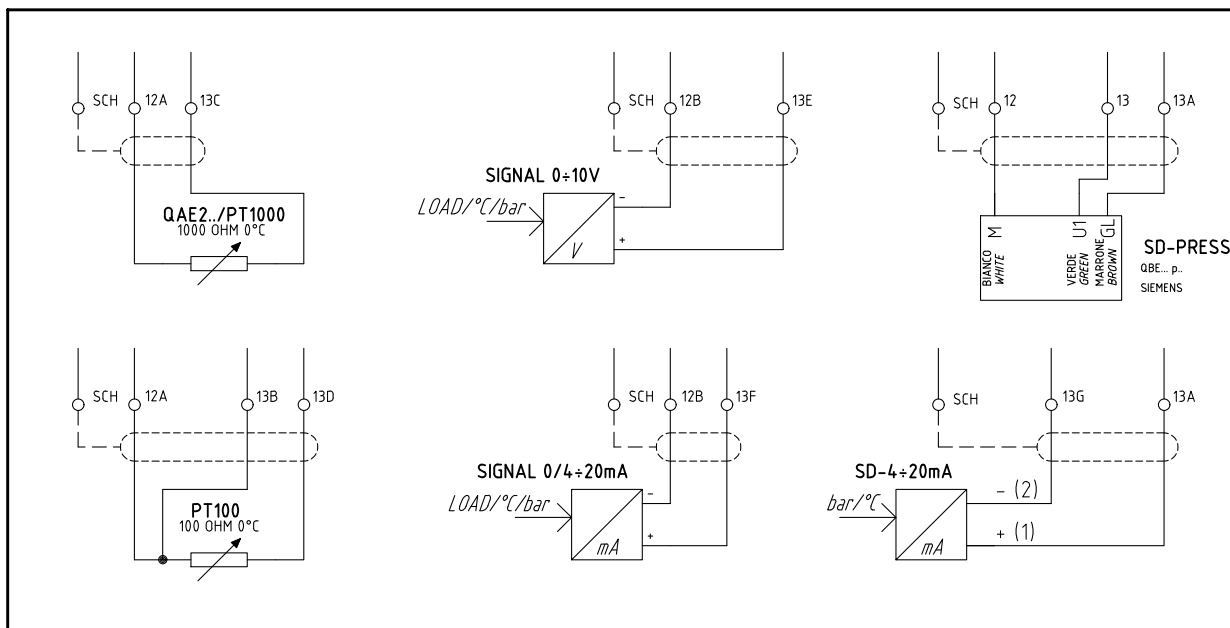 SCH 12A 13C
QAE2../PT1000
1000 OHM 0°C
SCH 12B 13E
SIGNAL 0÷10V
LOAD/°C/bar
-
+
V
SCH 12 13 13A
M U1 GL
BIANCO VERDE MARRONE
WHITE GREEN BROWN
SD-PRESS
QBE... p..
SIEMENS
SCH 12A 13B 13D
PT100
100 OHM 0°C
SCH 12B 13F
SIGNAL 0/4÷20mA
LOAD/°C/bar
-
+
mA
SCH 13G 13A
SD-4÷20mA
bar/°C
- (2)
+ (1)
mA